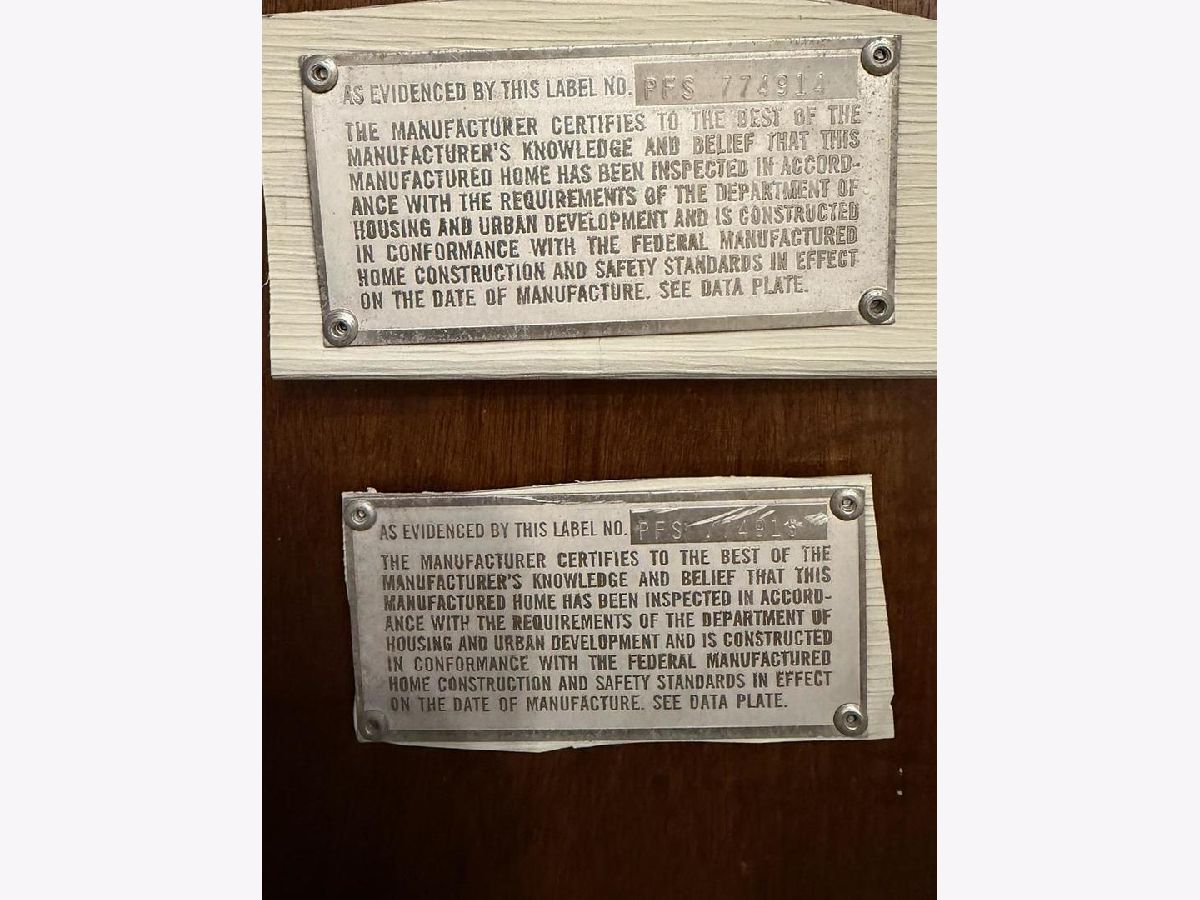 AS EVIDENCED BY THIS LABEL NO. PFS 774914
THE MANUFACTURER CERTIFIES TO THE BEST OF THE
MANUFACTURER'S KNOWLEDGE AND BELIEF THAT THIS
MANUFACTURED HOME HAS BEEN INSPECTED IN ACCORD-
ANCE WITH THE REQUIREMENTS OF THE DEPARTMENT OF
HOUSING AND URBAN DEVELOPMENT AND IS CONSTRUCTED
IN CONFORMANCE WITH THE FEDERAL MANUFACTURED
HOME CONSTRUCTION AND SAFETY STANDARDS IN EFFECT
ON THE DATE OF MANUFACTURE. SEE DATA PLATE.
AS EVIDENCED BY THIS LABEL NO. PFS
THE MANUFACTURER CERTIFIES TO THE BEST OF THE
MANUFACTURER'S KNOWLEDGE AND BELIEF THAT THIS
MANUFACTURED HOME HAS BEEN INSPECTED IN ACCORD-
ANCE WITH THE REQUIREMENTS OF THE DEPARTMENT OF
HOUSING AND URBAN DEVELOPMENT AND IS CONSTRUCTED
IN CONFORMANCE WITH THE FEDERAL MANUFACTURED
HOME CONSTRUCTION AND SAFETY STANDARDS IN EFFECT
ON THE DATE OF MANUFACTURE. SEE DATA PLATE.